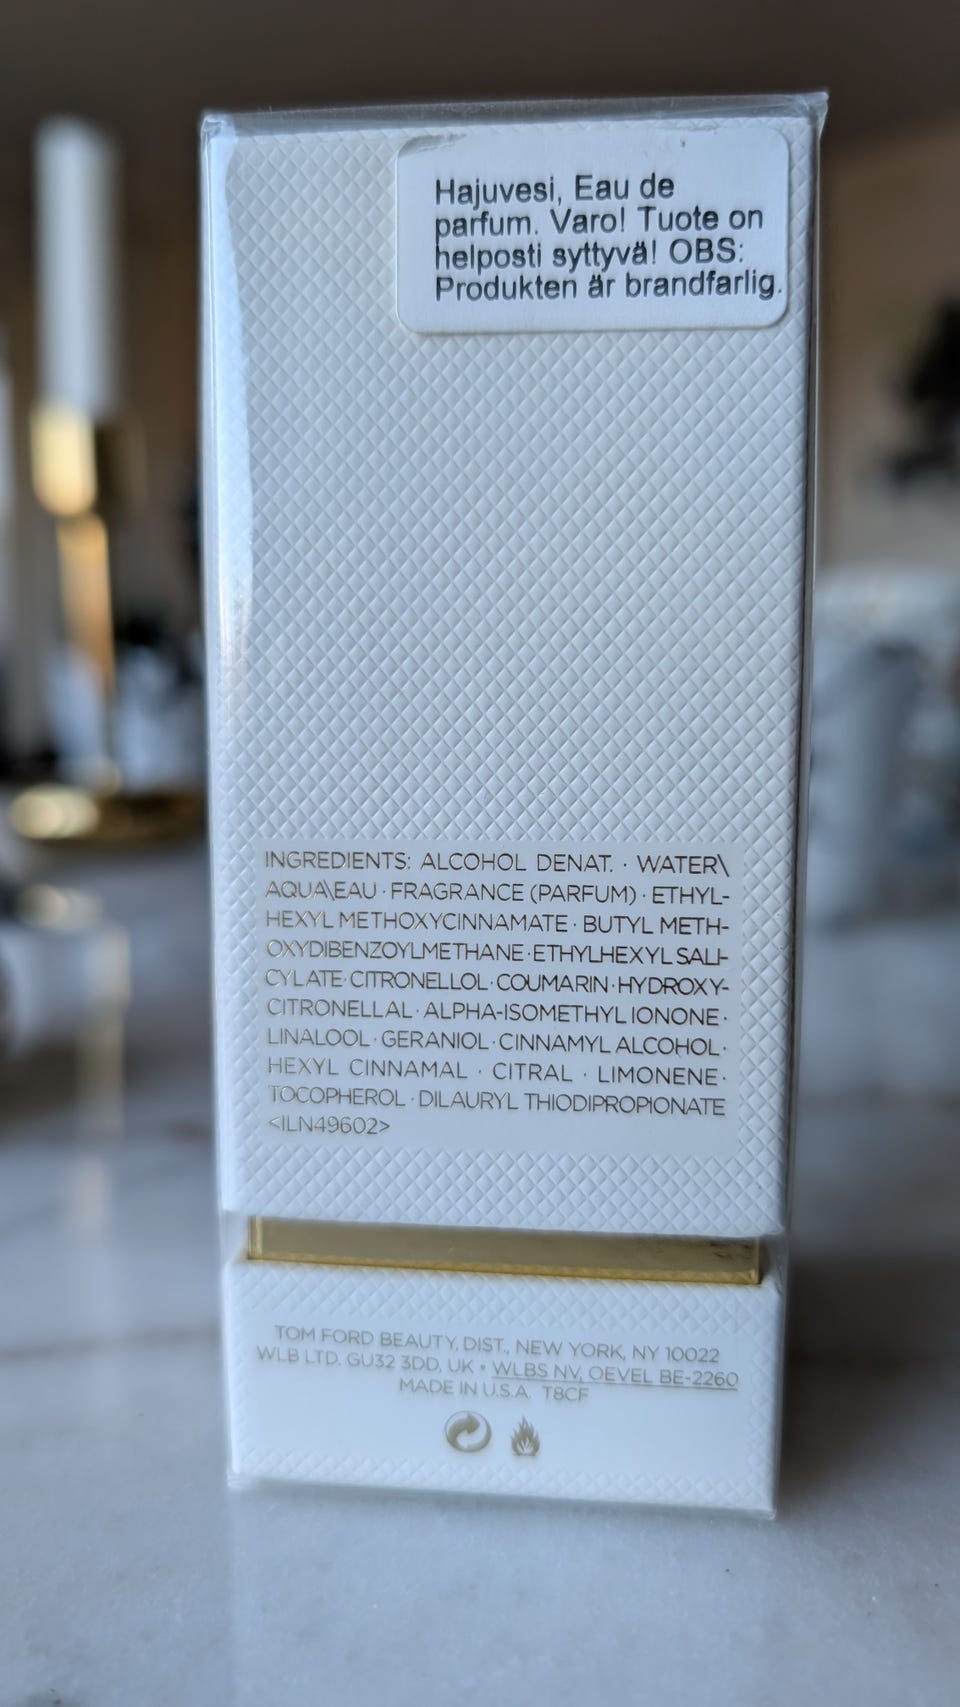 Hajuvesi, Eau de
parfum. Varo! Tuote on
helposti syttyvä! OBS:
Produkten är brandfarlig.
INGREDIENTS: ALCOHOL DENAT. · WATER\
AQUA\EAU · FRAGRANCE (PARFUM) · ETHYL-
HEXYL METHOXYCINNAMATE · BUTYL METH-
OXYDIBENZOYLMETHANE · ETHYLHEXYL SALI-
CYLATE · CITRONELLOL · COUMARIN · HYDROXY-
CITRONELLAL · ALPHA-ISOMETHYL IONONE ·
LINALOOL · GERANIOL · CINNAMYL ALCOHOL ·
HEXYL CINNAMAL · CITRAL · LIMONENE ·
TOCOPHEROL · DILAURYL THIODIPROPIONATE
<ILN49602>
TOM FORD BEAUTY, DIST., NEW YORK, NY 10022
WLB LTD. GU32 3DD, UK • WLBS NV, OEVEL BE-2260
MADE IN U.S.A. T8CF